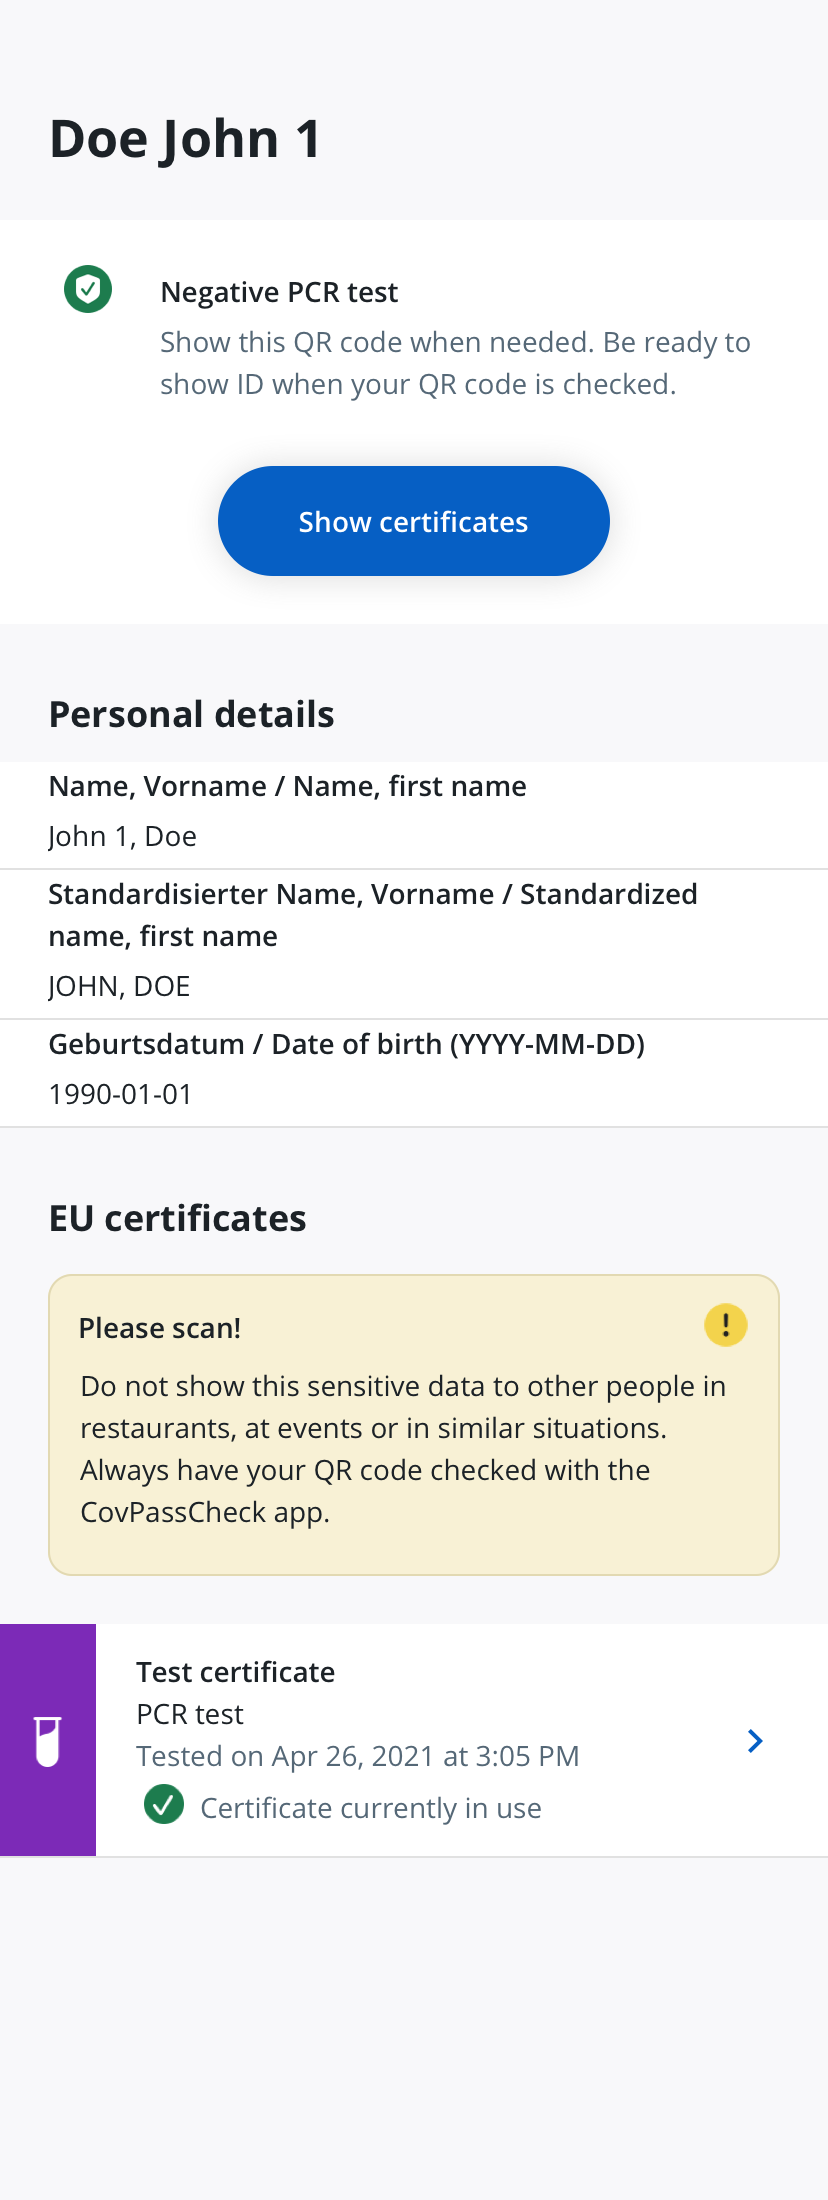 Doe John 1
Negative PCR test
Show this QR code when needed. Be ready to
show ID when your QR code is checked.
Show certificates
Personal details
Name, Vorname / Name, first name
John 1, Doe
Standardisierter Name, Vorname / Standardized
name, first name
JOHN, DOE
Geburtsdatum / Date of birth (YYYY-MM-DD)
1990-01-01
EU certificates
Please scan!
Do not show this sensitive data to other people in
restaurants, at events or in similar situations.
Always have your QR code checked with the
CovPassCheck app.
Test certificate
PCR test
Tested on Apr 26, 2021 at 3:05 PM
Certificate currently in use